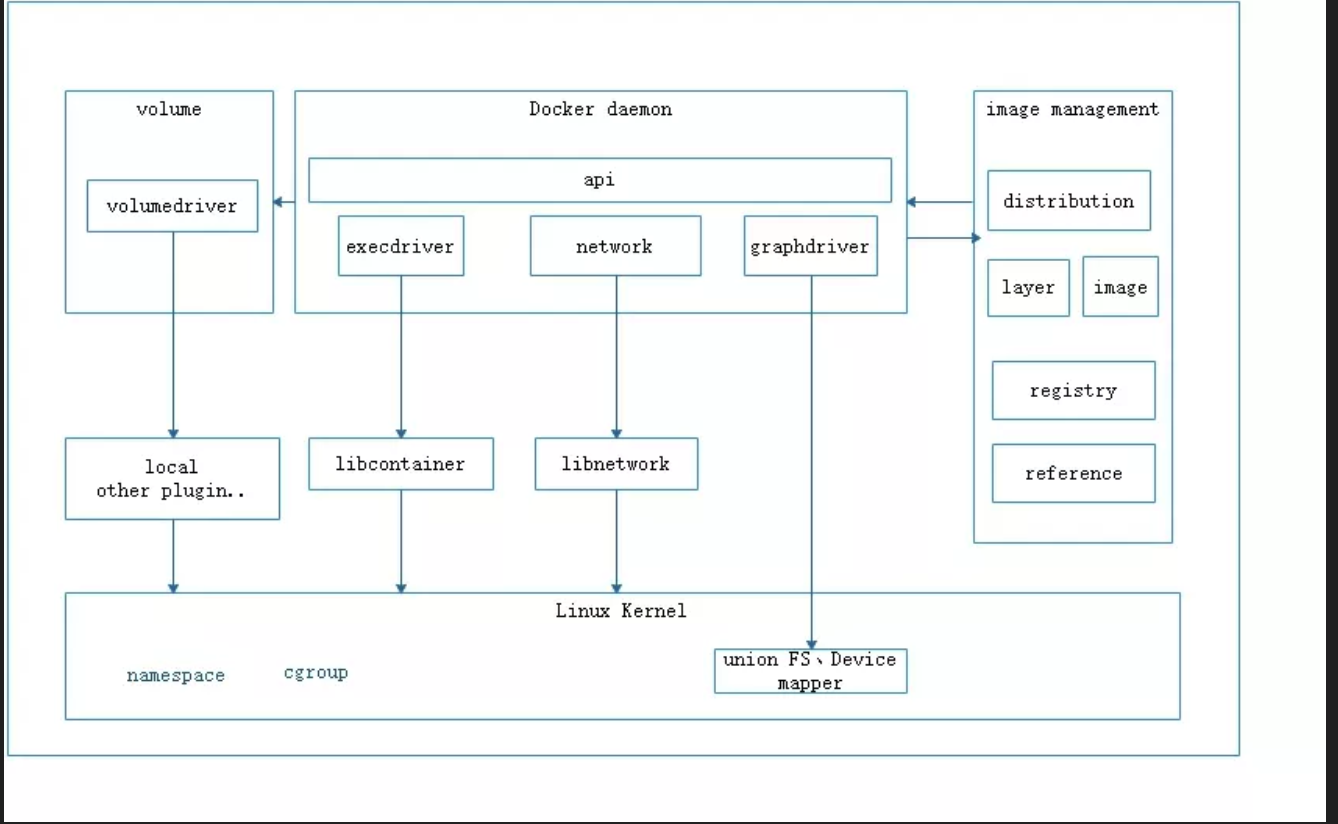 volume
Docker daemon
image management
api
volumedriver
execdriver
network
graphdriver
distribution
layer
image
registry
reference
local
other plugin..
libcontainer
libnetwork
Linux Kernel
namespace
cgroup
union FS、Device
mapper